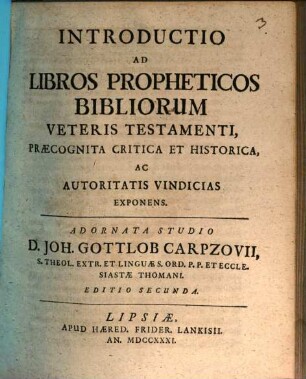 3
INTRODUCTIO
AD
LIBROS PROPHETICOS
BIBLIORUM
VETERIS TESTAMENTI,
PRÆCOGNITA CRITICA ET HISTORICA,
AC
AUTORITATIS VINDICIAS
EXPONENS.
ADORNATA STUDIO
D. JOH. GOTTLOB CARPZOVII,
S. THEOL. EXTR. ET LINGUÆ S. ORD. P. P. ET ECCLE-
SIASTÆ THOMANI.
EDITIO SECUNDA.
LIPSIÆ.
APUD HÆRED. FRIDER. LANKISII.
AN. MDCCXXXI.